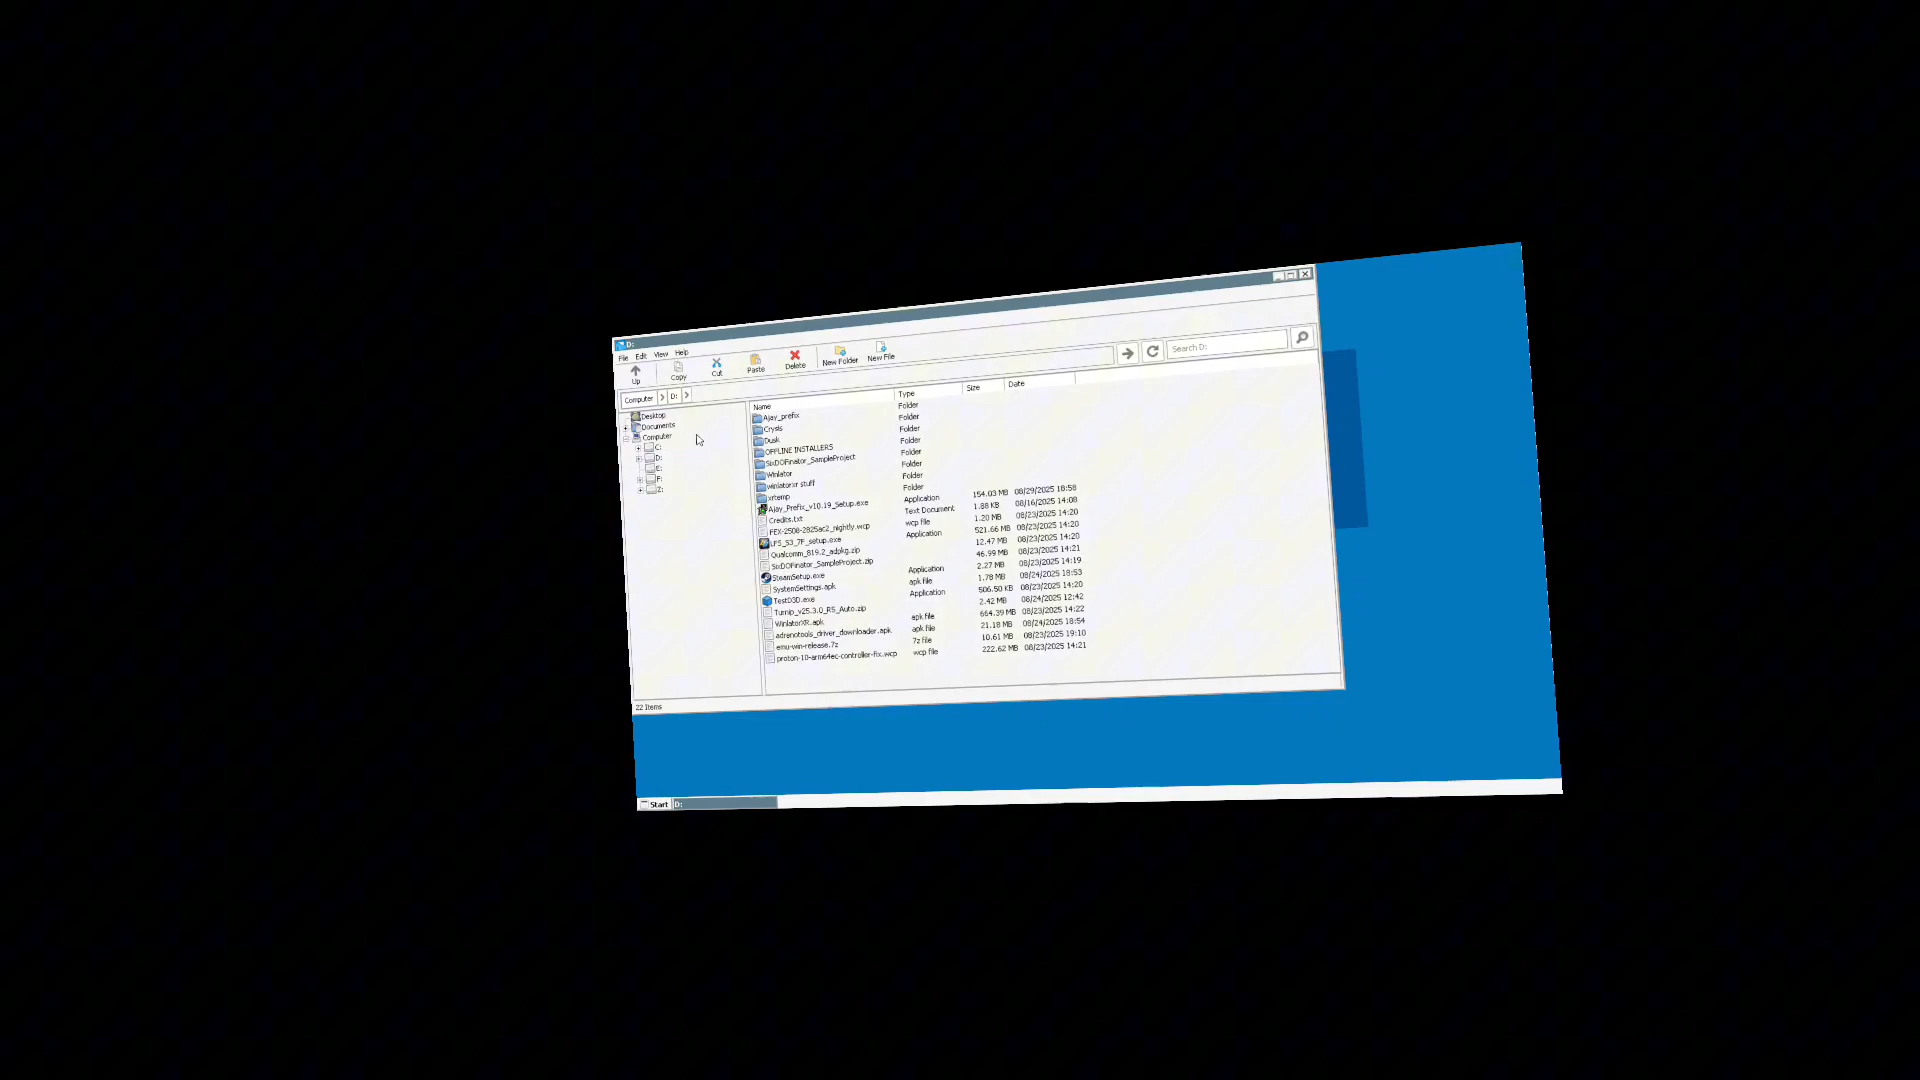 D:
File Edit View Help
Up Copy Cut Paste Delete New Folder New File
Computer D: Search D:
Desktop
Documents
Computer
C:
D:
E:
F:
Z:
Name Type Size Date
Ajay_prefix Folder
Crysis Folder
Dusk Folder
OFFLINE INSTALLERS Folder
SixDOFinator_SampleProject Folder
Winlator Folder
winlatorxr stuff Folder
xrtemp Folder
Ajay_Prefix_v10.19_Setup.exe Application 154.03 MB 08/29/2025 18:58
Credits.txt Text Document 1.88 KB 08/16/2025 14:08
FEX-2508-2825ac2_nightly.wcp wcp file 1.20 MB 08/23/2025 14:20
LFS_S3_7F_setup.exe Application 521.66 MB 08/23/2025 14:20
Qualcomm_819.2_adpkg.zip 12.47 MB 08/23/2025 14:20
SixDOFinator_SampleProject.zip 46.99 MB 08/23/2025 14:21
SteamSetup.exe Application 2.27 MB 08/23/2025 14:19
SystemSettings.apk apk file 1.78 MB 08/24/2025 18:53
TestD3D.exe Application 506.50 KB 08/23/2025 14:20
Turnip_v25.3.0_R5_Auto.zip 2.42 MB 08/24/2025 12:42
WinlatorXR.apk apk file 664.39 MB 08/23/2025 14:22
adrenotools_driver_downloader.apk apk file 21.18 MB 08/24/2025 18:54
emu-win-release.7z 7z file 10.61 MB 08/23/2025 19:10
proton-10-arm64ec-controller-fix.wcp wcp file 222.62 MB 08/23/2025 14:21
22 Items
Start D: